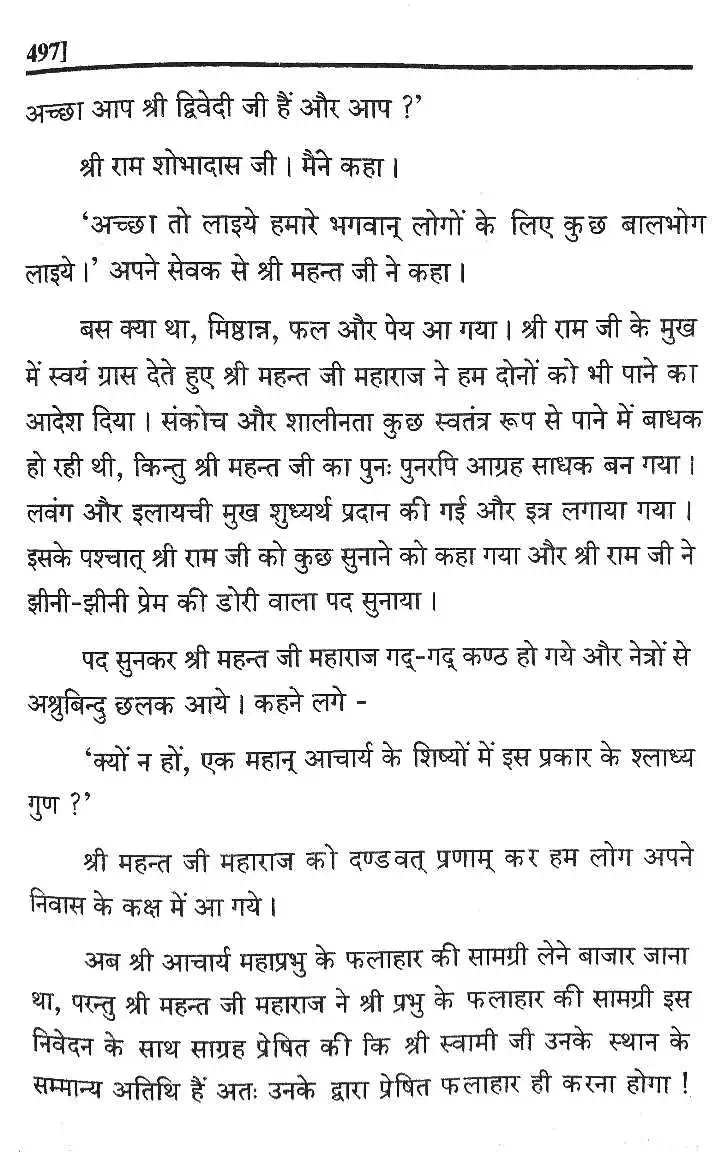 497]
अच्छा आप श्री द्विवेदी जी हैं और आप ?’
श्री राम शोभादास जी । मैंने कहा ।
‘अच्छा तो लाइये हमारे भगवान् लोगों के लिए कुछ बालभोग
लाइये ।’ अपने सेवक से श्री महन्त जी ने कहा ।
बस क्या था, मिष्ठान्न, फल और पेय आ गया । श्री राम जी के मुख
में स्वयं ग्रास देते हुए श्री महन्त जी महाराज ने हम दोनों को भी पाने का
आदेश दिया । संकोच और शालीनता कुछ स्वतंत्र रूप से पाने में बाधक
हो रही थी, किन्तु श्री महन्त जी का पुनः पुनरपि आग्रह साधक बन गया ।
लवंग और इलायची मुख शुध्यर्थ प्रदान की गई और इत्र लगाया गया ।
इसके पश्चात् श्री राम जी को कुछ सुनाने को कहा गया और श्री राम जी ने
झीनी-झीनी प्रेम की डोरी वाला पद सुनाया ।
पद सुनकर श्री महन्त जी महाराज गद्-गद् कण्ठ हो गये और नेत्रों से
अश्रुबिन्दु छलक आये । कहने लगे -
‘क्यों न हों, एक महान् आचार्य के शिष्यों में इस प्रकार के श्लाध्य
गुण ?’
श्री महन्त जी महाराज को दण्डवत् प्रणाम् कर हम लोग अपने
निवास के कक्ष में आ गये ।
अब श्री आचार्य महाप्रभु के फलाहार की सामग्री लेने बाजार जाना
था, परन्तु श्री महन्त जी महाराज ने श्री प्रभु के फलाहार की सामग्री इस
निवेदन के साथ साग्रह प्रेषित की कि श्री स्वामी जी उनके स्थान के
सम्मान्य अतिथि हैं अतः उनके द्वारा प्रेषित फलाहार ही करना होगा !